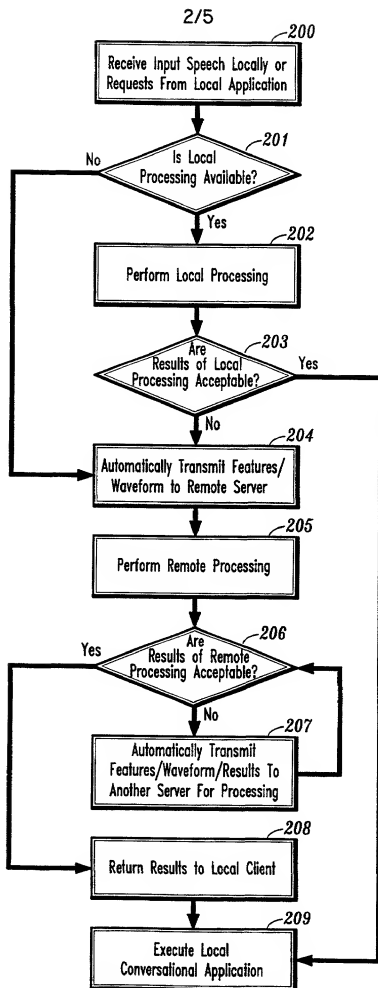 2/5
200
Receive Input Speech Locally or
Requests From Local Application
201
No
Is Local
Processing Available?
Yes
202
Perform Local Processing
203
Are
Results of Local
Processing Acceptable?
Yes
No
204
Automatically Transmit Features/
Waveform to Remote Server
205
Perform Remote Processing
206
Yes
Are
Results of Remote
Processing Acceptable?
No
207
Automatically Transmit
Features/Waveform/Results To
Another Server For Processing
208
Return Results to Local Client
209
Execute Local
Conversational Application